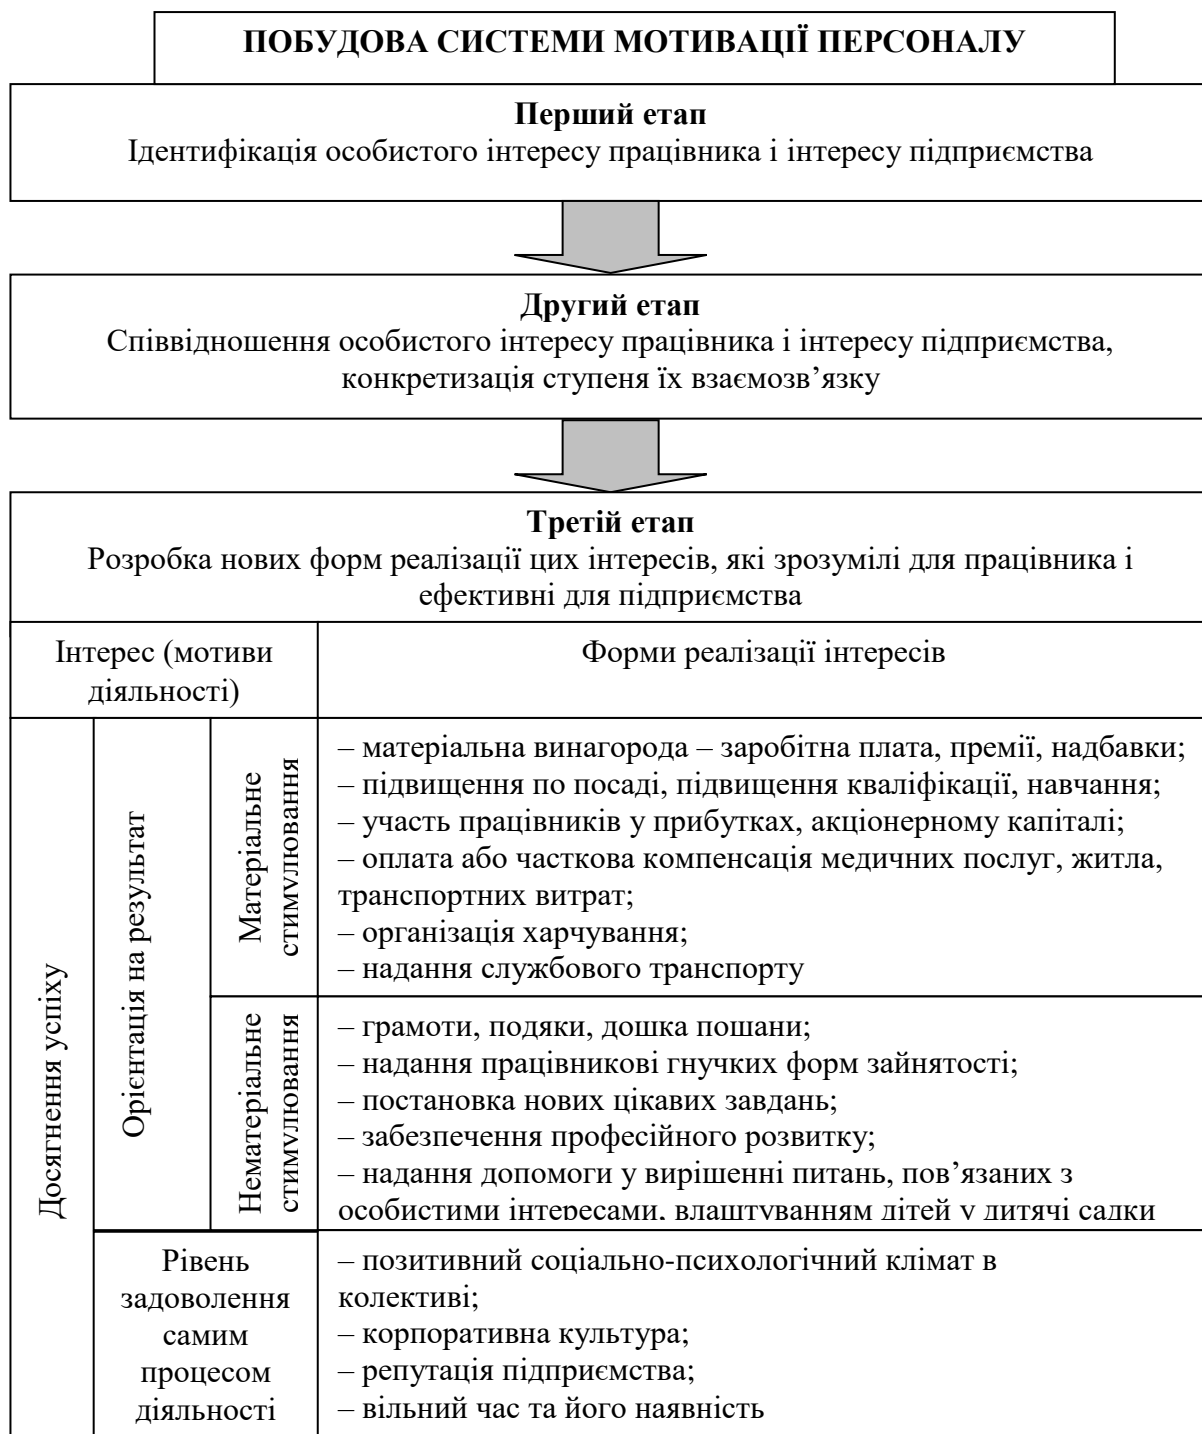 ПОБУДОВА СИСТЕМИ МОТИВАЦІЇ ПЕРСОНАЛУ
Перший етап
Ідентифікація особистого інтересу працівника і інтересу підприємства
Другий етап
Співвідношення особистого інтересу працівника і інтересу підприємства,
конкретизація ступеня їх взаємозв’язку
Третій етап
Розробка нових форм реалізації цих інтересів, які зрозумілі для працівника і
ефективні для підприємства
Інтерес (мотиви
діяльності)
Форми реалізації інтересів
Досягнення успіху
Орієнтація на результат
Матеріальне
стимулювання
– матеріальна винагорода – заробітна плата, премії, надбавки;
– підвищення по посаді, підвищення кваліфікації, навчання;
– участь працівників у прибутках, акціонерному капіталі;
– оплата або часткова компенсація медичних послуг, житла,
транспортних витрат;
– організація харчування;
– надання службового транспорту
Нематеріальне
стимулювання
– грамоти, подяки, дошка пошани;
– надання працівникові гнучких форм зайнятості;
– постановка нових цікавих завдань;
– забезпечення професійного розвитку;
– надання допомоги у вирішенні питань, пов’язаних з
особистими інтересами, влаштуванням дітей у дитячі садки
Рівень
задоволення
самим
процесом
діяльності
– позитивний соціально-психологічний клімат в
колективі;
– корпоративна культура;
– репутація підприємства;
– вільний час та його наявність